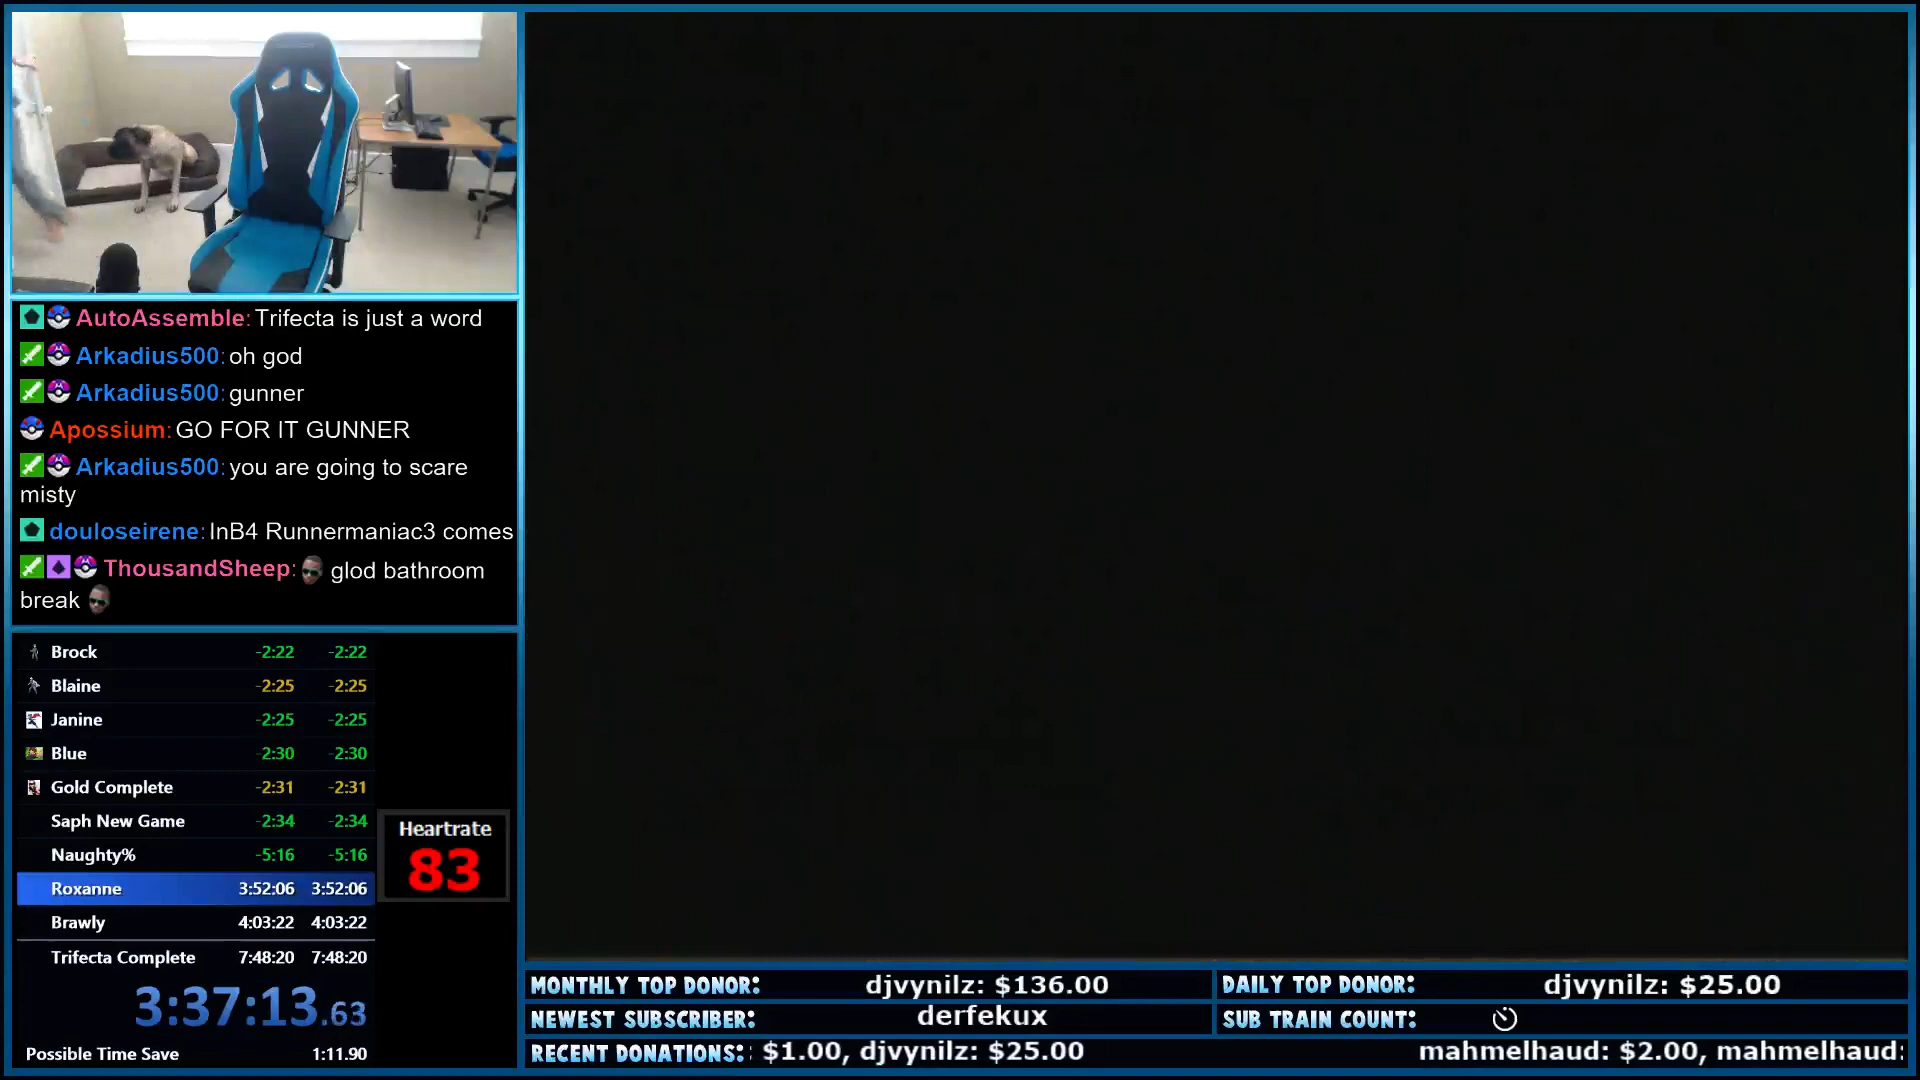 AutoAssemble: Trifecta is just a word
Arkadius500: oh god
Arkadius500: gunner
Apossium: GO FOR IT GUNNER
Arkadius500: you are going to scare
misty
douloseirene: InB4 Runnermaniac3 comes
ThousandSheep: glod bathroom
break
Brock -2:22 -2:22
Blaine -2:25 -2:25
Janine -2:25 -2:25
Blue -2:30 -2:30
Gold Complete -2:31 -2:31
Saph New Game -2:34 -2:34
Naughty% -5:16 -5:16
Roxanne 3:52:06 3:52:06
Brawly 4:03:22 4:03:22
Trifecta Complete 7:48:20 7:48:20
3:37:13.63
Possible Time Save 1:11.90
Heartrate
83
MONTHLY TOP DONOR: djvynilz: $136.00
DAILY TOP DONOR: djvynilz: $25.00
NEWEST SUBSCRIBER: derfekux
SUB TRAIN COUNT:
RECENT DONATIONS: : $1.00, djvynilz: $25.00 mahmelhaud: $2.00, mahmelhaud: